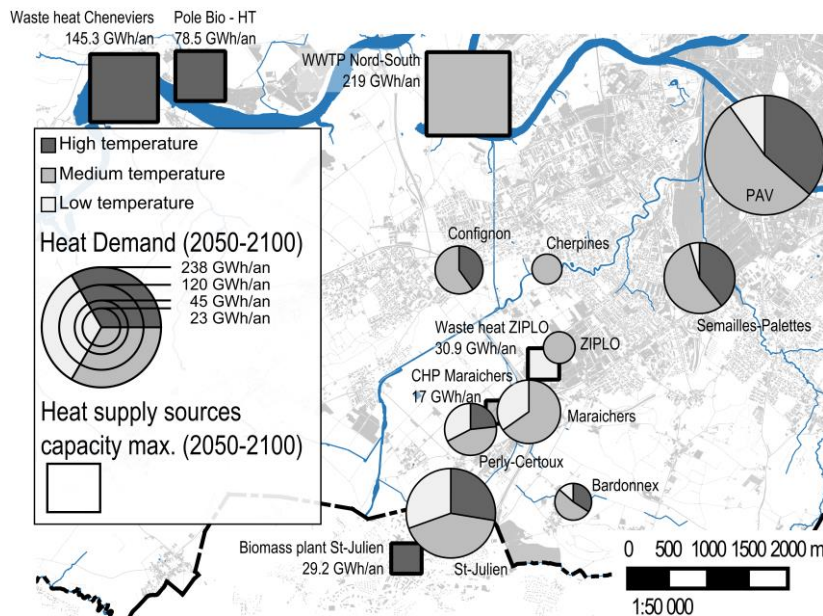 Waste heat Cheneviers
145.3 GWh/an
Pole Bio - HT
78.5 GWh/an
WWTP Nord-South
219 GWh/an
High temperature
Medium temperature
Low temperature
Heat Demand (2050-2100)
238 GWh/an
120 GWh/an
45 GWh/an
23 GWh/an
Heat supply sources
capacity max. (2050-2100)
PAV
Confignon
Cherpines
Semailles-Palettes
Waste heat ZIPLO
30.9 GWh/an
ZIPLO
CHP Maraichers
17 GWh/an
Maraichers
Perly-Certoux
Bardonnex
Biomass plant St-Julien
29.2 GWh/an
St-Julien
0 500 1000 1500 2000 m
1:50 000